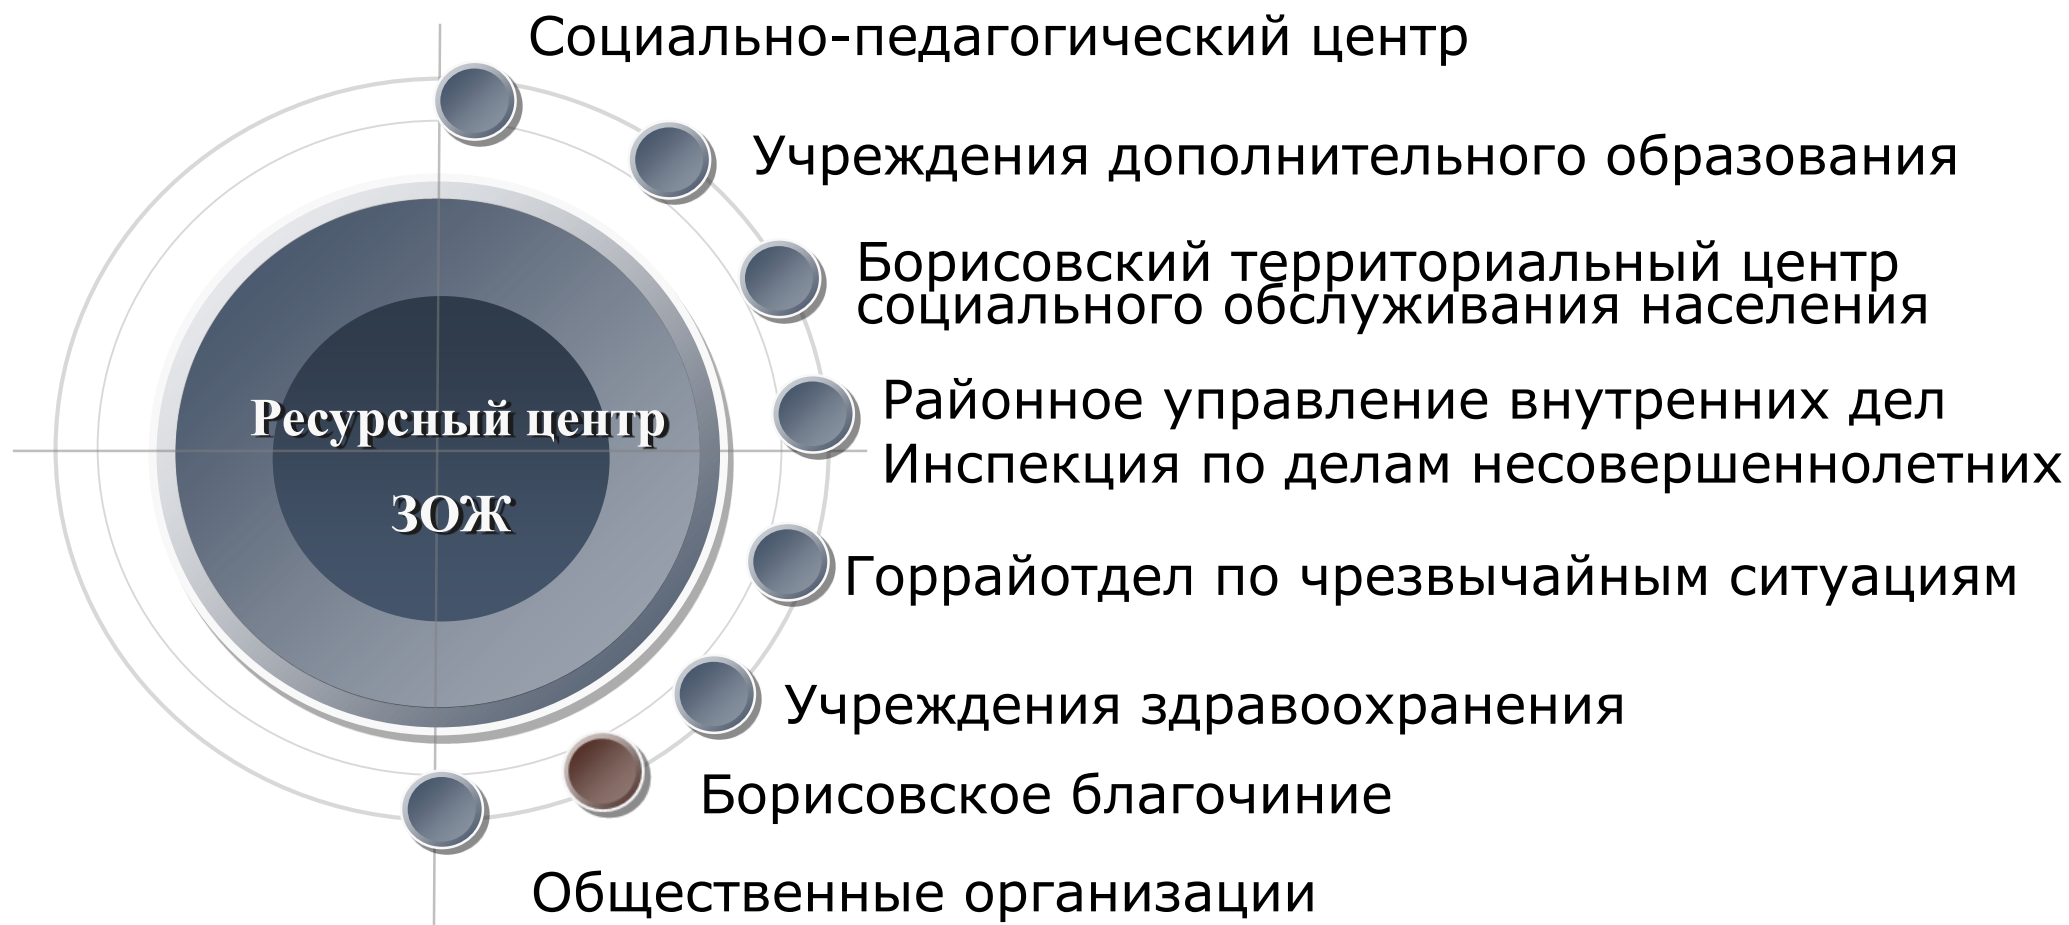 Социально-педагогический центр
Учреждения дополнительного образования
Борисовский территориальный центр
социального обслуживания населения
Районное управление внутренних дел
Инспекция по делам несовершеннолетних
Ресурсный центр
ЗОЖ
Горрайотдел по чрезвычайным ситуациям
Учреждения здравоохранения
Борисовское благочиние
Общественные организации